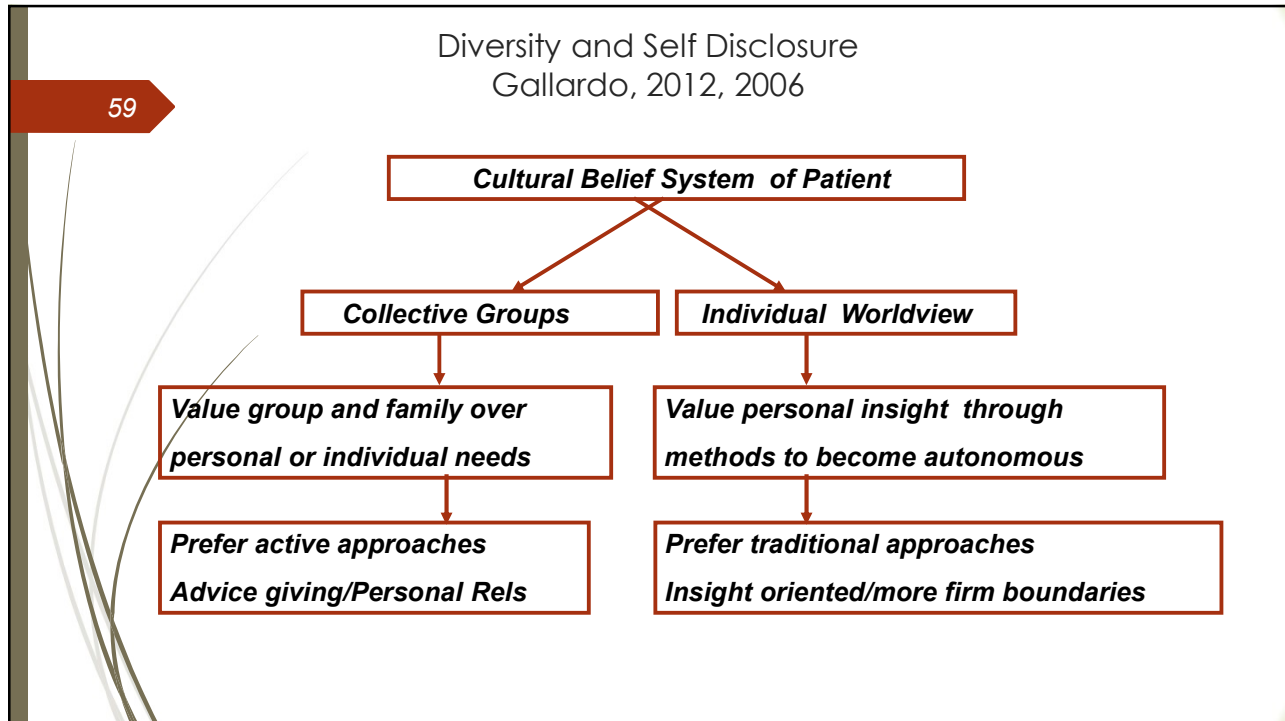 Diversity and Self Disclosure
Gallardo, 2012, 2006
59
Cultural Belief System of Patient
Collective Groups
Individual Worldview
Value group and family over
personal or individual needs
Value personal insight through
methods to become autonomous
Prefer active approaches
Advice giving/Personal Rels
Prefer traditional approaches
Insight oriented/more firm boundaries